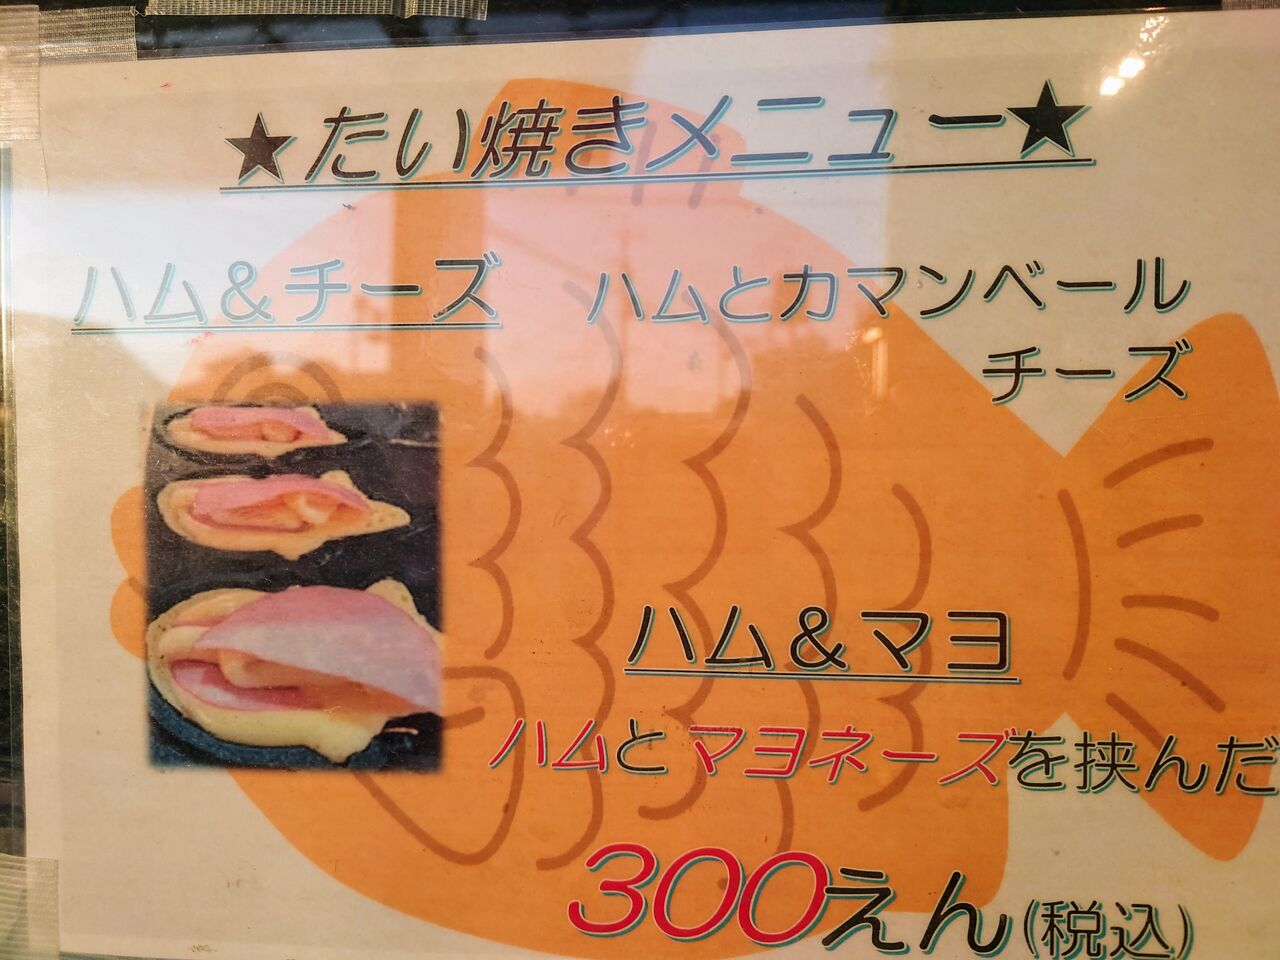 ★たい焼きメニュー★
ハム＆チーズ
ハムとカマンベール
チーズ
ハム＆マヨ
ハムとマヨネーズを挟んだ
300えん(税込)